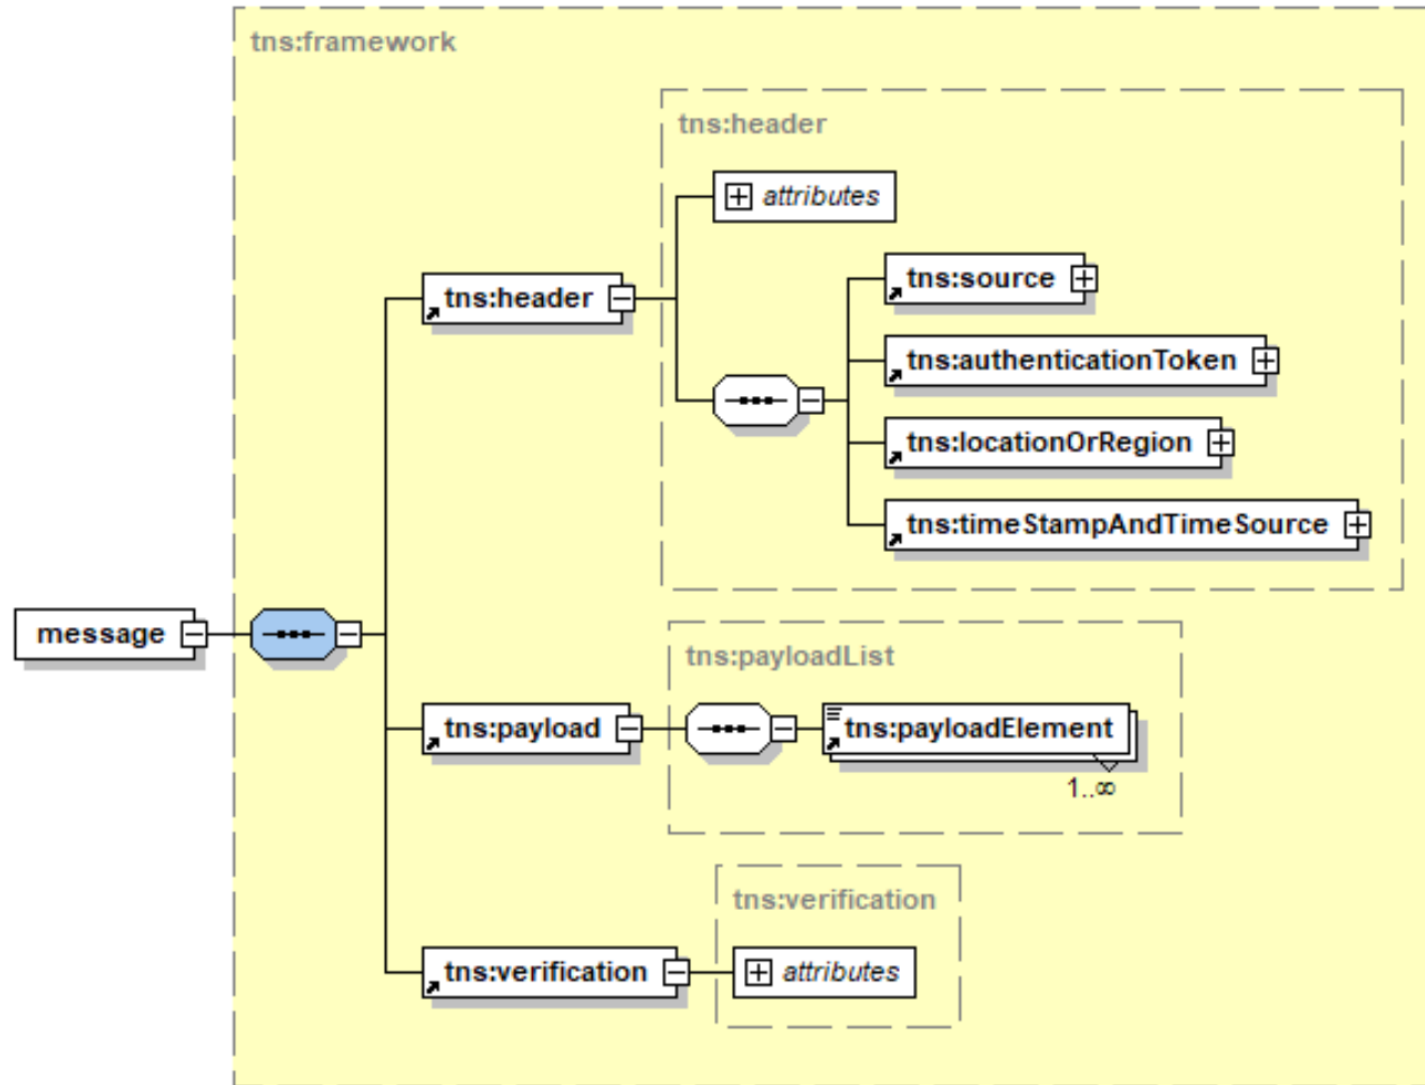 tns:framework
tns:header
attributes
tns:header
tns:source
tns:authenticationToken
tns:locationOrRegion
tns:timeStampAndTimeSource
message
tns:payloadList
tns:payload
tns:payloadElement
1..∞
tns:verification
tns:verification
attributes